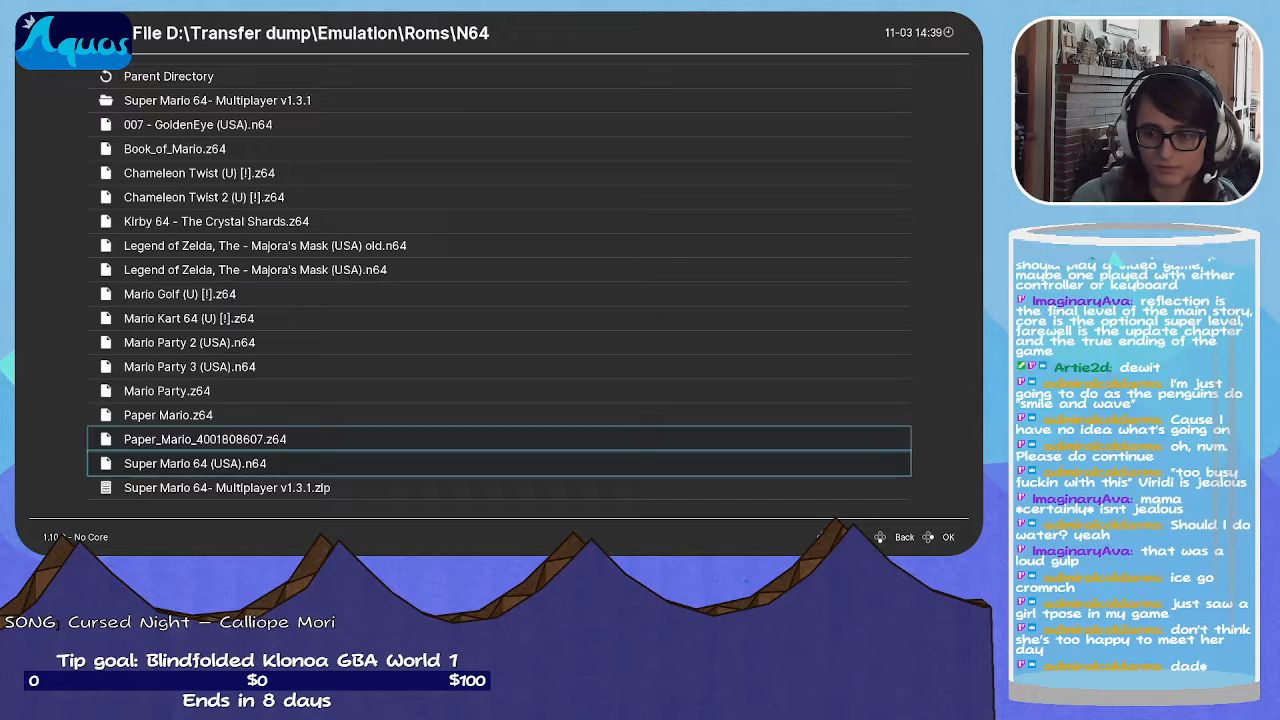 Aquos
File D:\Transfer dump\Emulation\Roms\N64
11-03 14:39
Parent Directory
Super Mario 64- Multiplayer v1.3.1
007 - GoldenEye (USA).n64
Book_of_Mario.z64
Chameleon Twist (U) [!].z64
Chameleon Twist 2 (U) [!].z64
Kirby 64 - The Crystal Shards.z64
Legend of Zelda, The - Majora's Mask (USA) old.n64
Legend of Zelda, The - Majora's Mask (USA).n64
Mario Golf (U) [!].z64
Mario Kart 64 (U) [!].z64
Mario Party 2 (USA).n64
Mario Party 3 (USA).n64
Mario Party.z64
Paper Mario.z64
Paper_Mario_4001808607.z64
Super Mario 64 (USA).n64
Super Mario 64- Multiplayer v1.3.1.zip
- No Core
Back
OK
SONG Cursed Night – Calliope Mori
Tip goal: Blindfolded Klonoa GBA World 1
0
$0
$100
Ends in 8 days
should play a video game,
maybe one played with either
controller or keyboard
ImaginaryAva: reflection is
the final level of the main story,
core is the optional super level,
farewell is the update chapter
and the true ending of the
game
Artie2d: dewit
I'm just
going to do as the penguins do
"smile and wave"
Cause I
have no idea what's going on
oh, nvm.
Please do continue
"too busy
fuckin with this" Viridi is jealous
ImaginaryAva: mama
*certainly* isnt jealous
Should I do
water? yeah
ImaginaryAva: that was a
loud gulp
ice go
cromnch
just saw a
girl tpose in my game
don't think
she's too happy to meet her
day
dad*